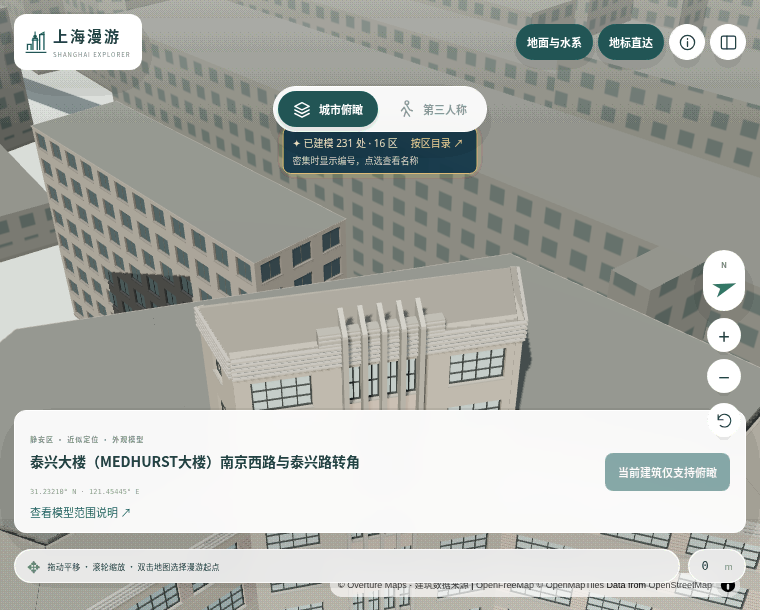 上海漫游
SHANGHAI EXPLORER
地面与水系
地标直达
城市俯瞰
第三人称
✦ 已建模 231 处 · 16 区 按区目录 ↗
密集时显示编号，点选查看名称
N
+
−
静安区 · 近似定位 · 外观模型
泰兴大楼（MEDHURST大楼）南京西路与泰兴路转角
31.23210° N · 121.45445° E
查看模型范围说明 ↗
当前建筑仅支持俯瞰
拖动平移 · 滚轮缩放 · 双击地图选择漫游起点
0 m
© Overture Maps · 建筑数据来源 | OpenFreeMap © OpenMapTiles Data from OpenStreetMap